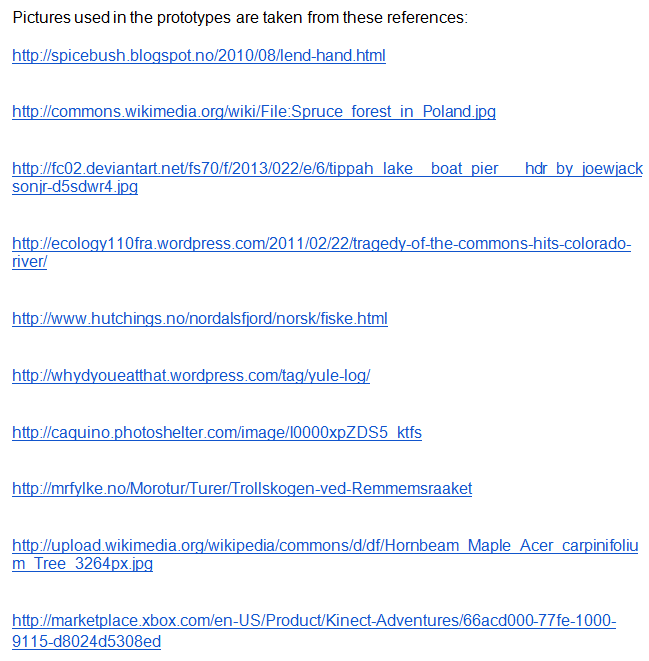 Pictures used in the prototypes are taken from these references:
http://spicebush.blogspot.no/2010/08/lend-hand.html
http://commons.wikimedia.org/wiki/File:Spruce_forest_in_Poland.jpg
http://fc02.deviantart.net/fs70/f/2013/022/e/6/tippah_lake__boat_pier___hdr_by_joewjack
sonjr-d5sdwr4.jpg
http://ecology110fra.wordpress.com/2011/02/22/tragedy-of-the-commons-hits-colorado-
river/
http://www.hutchings.no/nordalsfjord/norsk/fiske.html
http://whydyoueatthat.wordpress.com/tag/yule-log/
http://caquino.photoshelter.com/image/I0000xpZDS5_ktfs
http://mrfylke.no/Morotur/Turer/Trollskogen-ved-Remmemsraaket
http://upload.wikimedia.org/wikipedia/commons/d/df/Hornbeam_Maple_Acer_carpinifoliu
m_Tree_3264px.jpg
http://marketplace.xbox.com/en-US/Product/Kinect-Adventures/66acd000-77fe-1000-
9115-d8024d5308ed